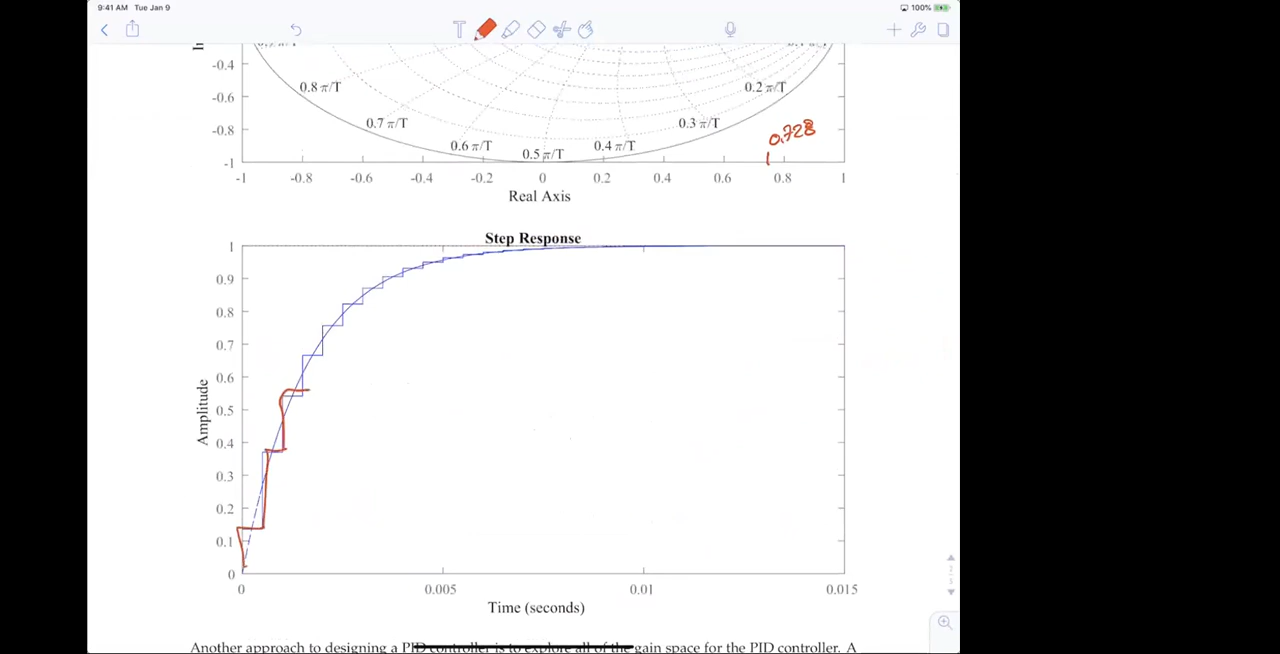 9:41 AM Tue Jan 9
100%
T
-0.4
0.8 π/T
0.2 π/T
-0.6
0.7 π/T
0.3 π/T
0.728
-0.8
0.6 π/T
0.4 π/T
0.5 π/T
-1
-1 -0.8 -0.6 -0.4 -0.2 0 0.2 0.4 0.6 0.8 1
Real Axis
Step Response
1
0.9
0.8
0.7
0.6
0.5
0.4
0.3
0.2
0.1
0
Amplitude
0 0.005 0.01 0.015
Time (seconds)
Another approach to designing a PID controller is to explore all of the gain space for the PID controller. A